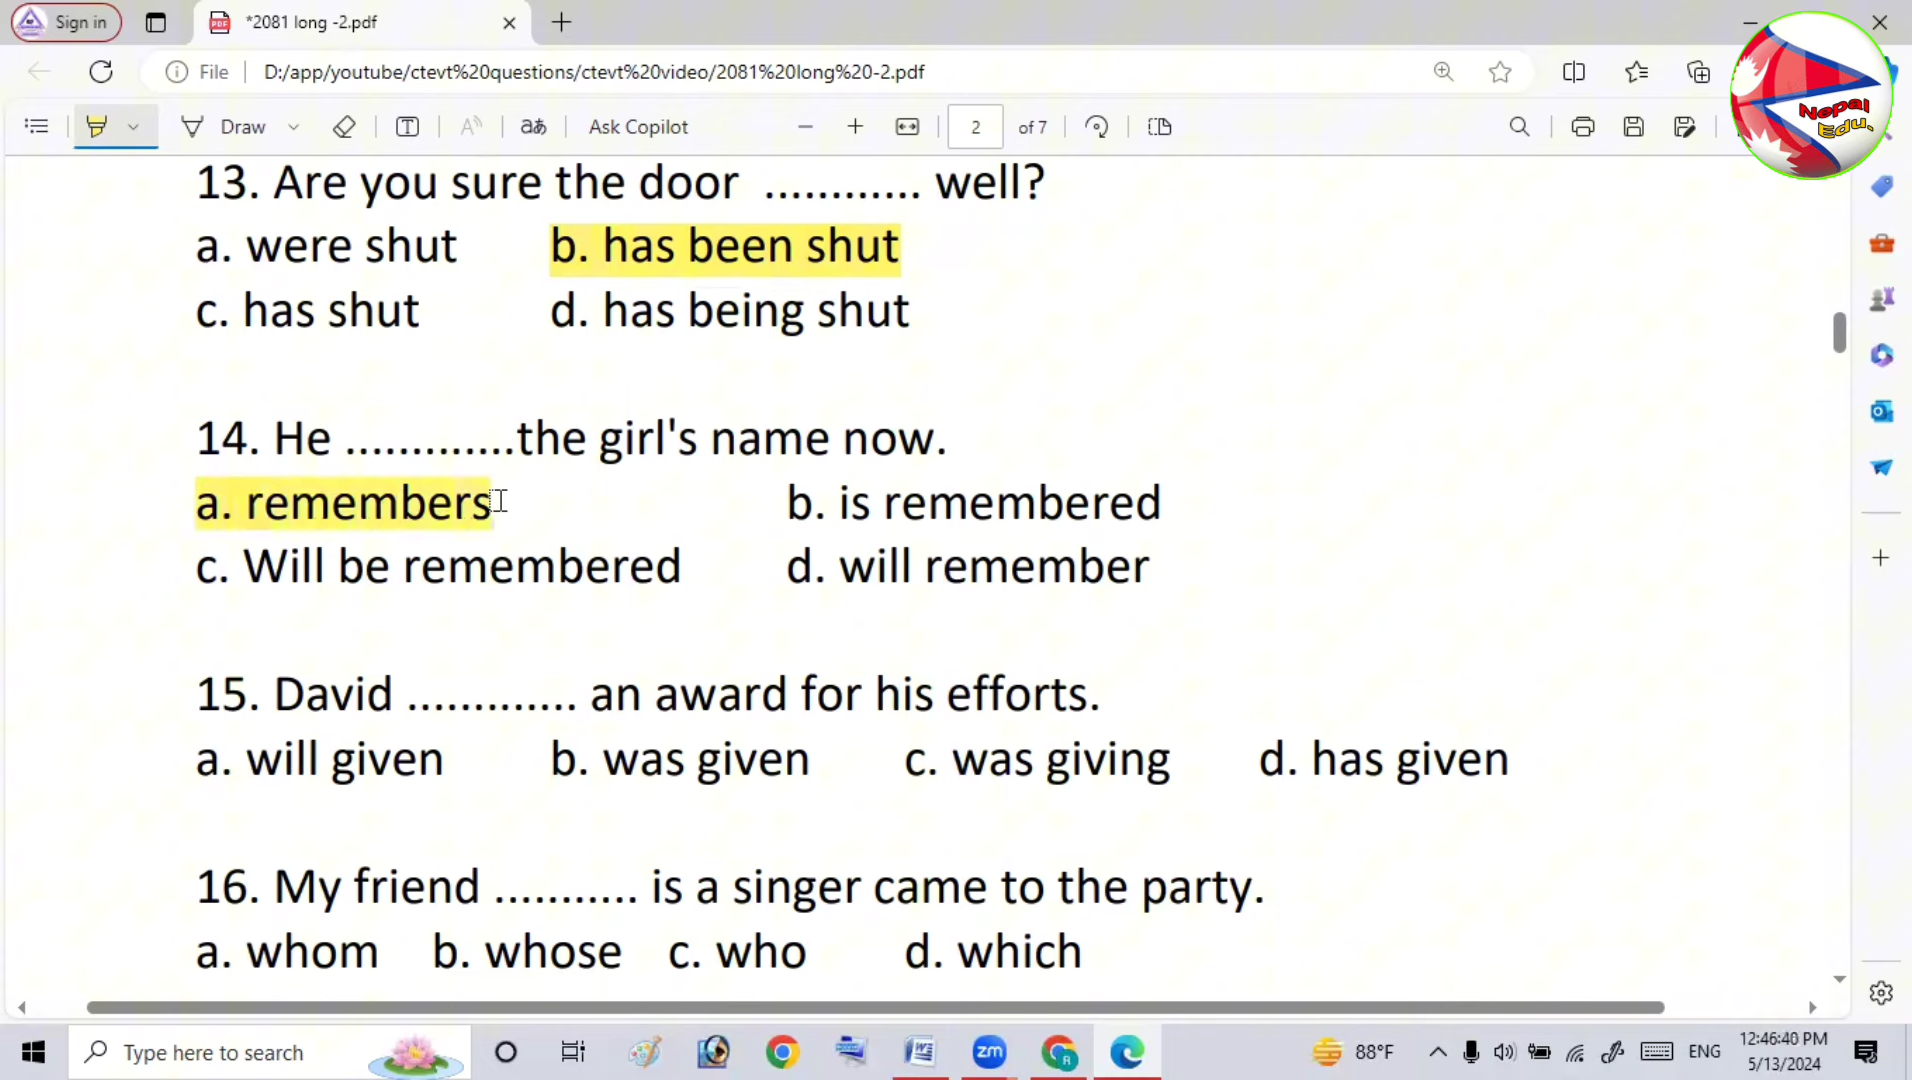 Sign in
*2081 long -2.pdf
File
D:/app/youtube/ctevt%20questions/ctevt%20video/2081%20long%20-2.pdf
Nepal
Edu.
Draw
aあ
Ask Copilot
2
of 7
13. Are you sure the door ............ well?
a. were shut b. has been shut
c. has shut d. has being shut
14. He .............the girl's name now.
a. remembers b. is remembered
c. Will be remembered d. will remember
15. David ............. an award for his efforts.
a. will given b. was given c. was giving d. has given
16. My friend ........... is a singer came to the party.
a. whom b. whose c. who d. which
Type here to search
zm
88°F
ENG
12:46:40 PM
5/13/2024